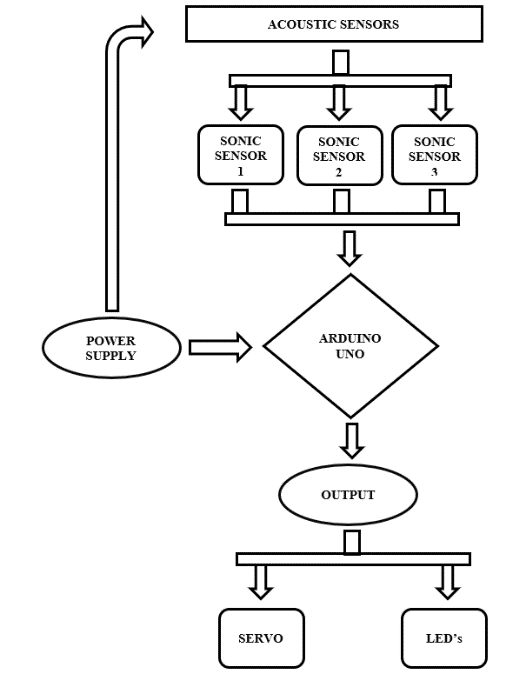 ACOUSTIC SENSORS
SONIC
SENSOR
1
SONIC
SENSOR
2
SONIC
SENSOR
3
POWER
SUPPLY
ARDUINO
UNO
OUTPUT
SERVO
LED's